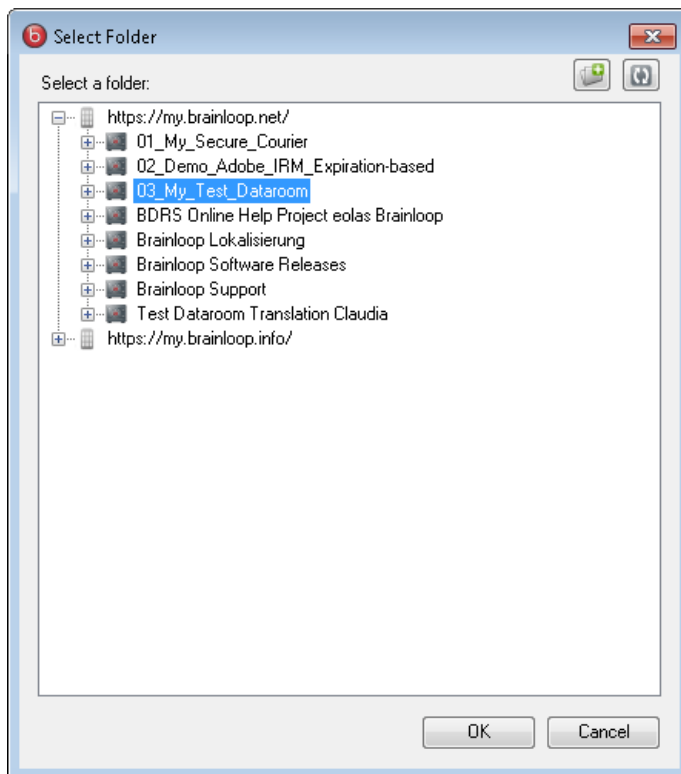 Select Folder
Select a folder:
https://my.brainloop.net/
01_My_Secure_Courier
02_Demo_Adobe_IRM_Expiration-based
03_My_Test_Dataroom
BDRS Online Help Project eolas Brainloop
Brainloop Lokalisierung
Brainloop Software Releases
Brainloop Support
Test Dataroom Translation Claudia
https://my.brainloop.info/
OK
Cancel